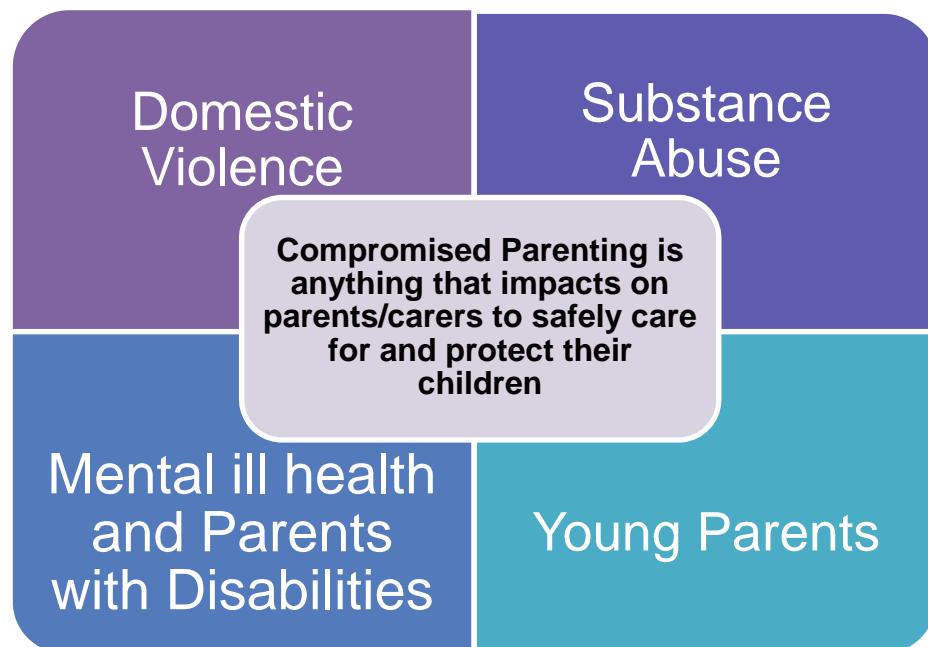 Domestic
Violence
Substance
Abuse
Compromised Parenting is
anything that impacts on
parents/carers to safely care
for and protect their
children
Mental ill health
and Parents
with Disabilities
Young Parents